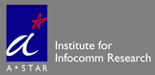 a
Institute for
Infocomm Research
A★STAR